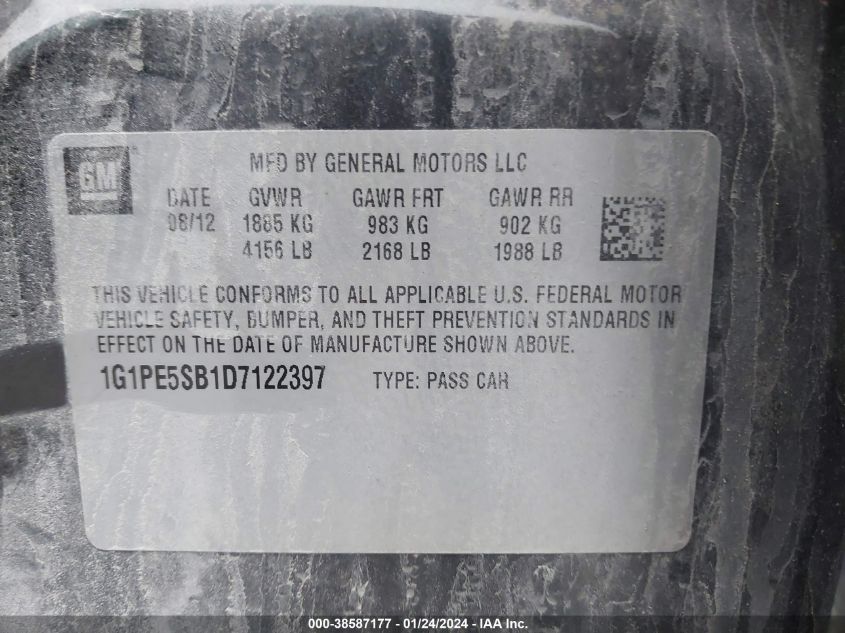 GM ®
MFD BY GENERAL MOTORS LLC
DATE GVWR GAWR FRT GAWR RR
08/12 1885 KG 983 KG 902 KG
4156 LB 2168 LB 1988 LB
THIS VEHICLE CONFORMS TO ALL APPLICABLE U.S. FEDERAL MOTOR
VEHICLE SAFETY, BUMPER, AND THEFT PREVENTION STANDARDS IN
EFFECT ON THE DATE OF MANUFACTURE SHOWN ABOVE.
1G1PE5SB1D7122397 TYPE: PASS CAR
000-38587177 - 01/24/2024 - IAA Inc.